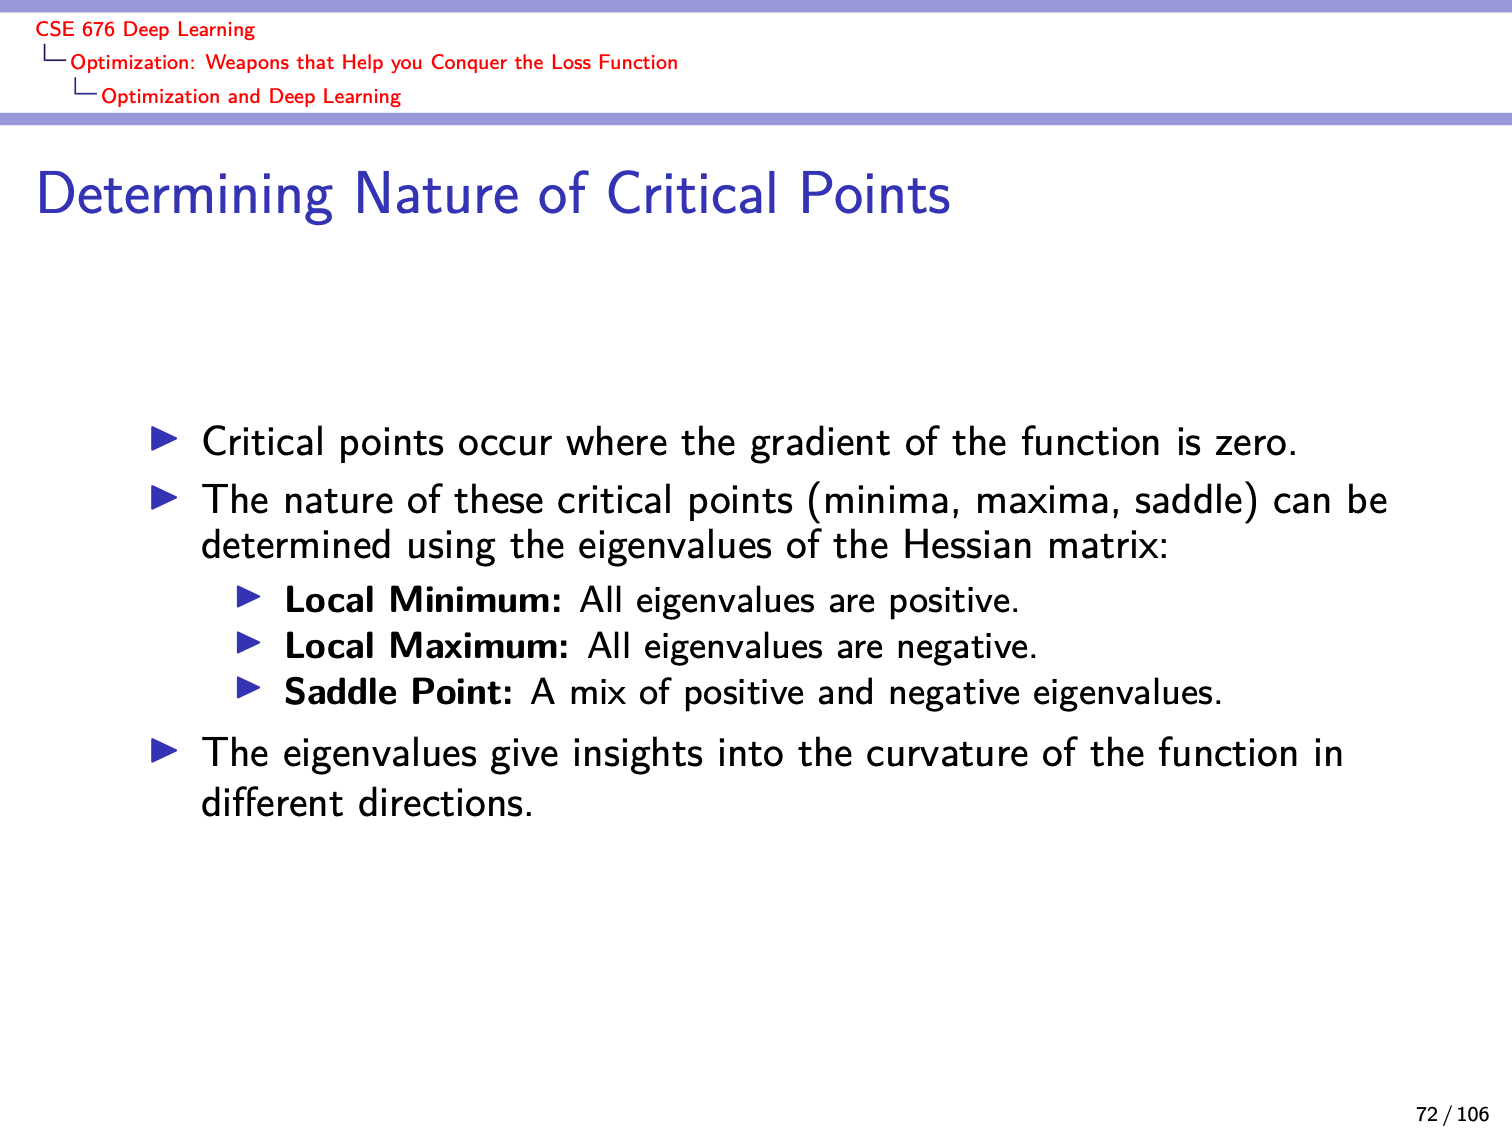 CSE 676 Deep Learning
Optimization: Weapons that Help you Conquer the Loss Function
Optimization and Deep Learning
Determining Nature of Critical Points
Critical points occur where the gradient of the function is zero.
The nature of these critical points (minima, maxima, saddle) can be
determined using the eigenvalues of the Hessian matrix:
Local Minimum: All eigenvalues are positive.
Local Maximum: All eigenvalues are negative.
Saddle Point: A mix of positive and negative eigenvalues.
The eigenvalues give insights into the curvature of the function in
different directions.
72 / 106